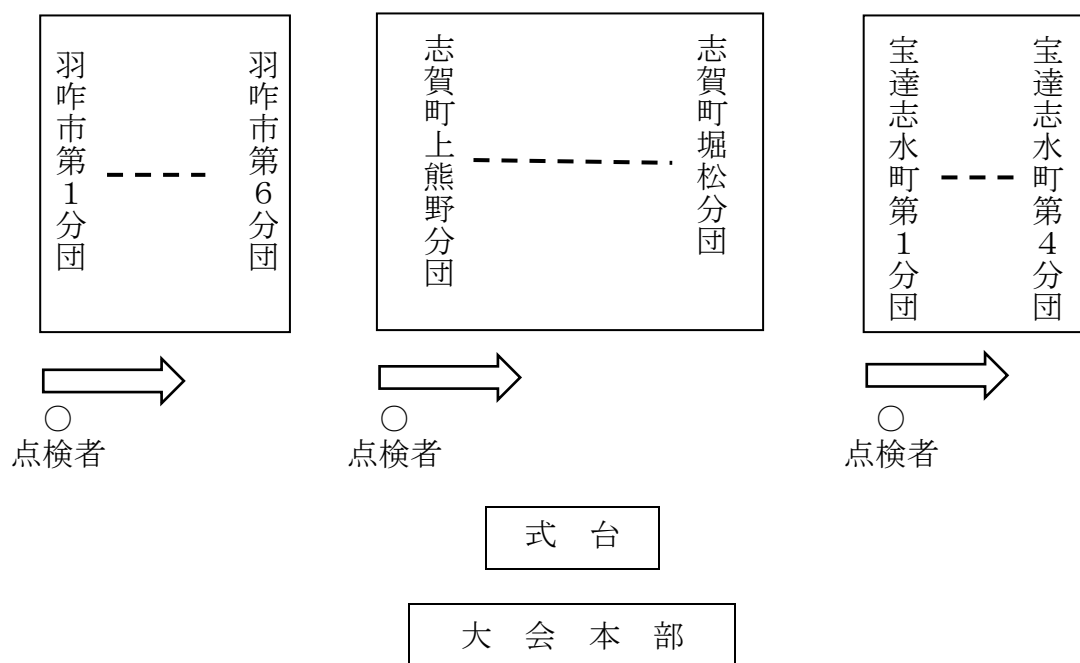 羽咋市第1分団
羽咋市第6分団
志賀町上熊野分団
志賀町堀松分団
宝達志水町第1分団
宝達志水町第4分団
点検者
点検者
点検者
式 台
大 会 本 部